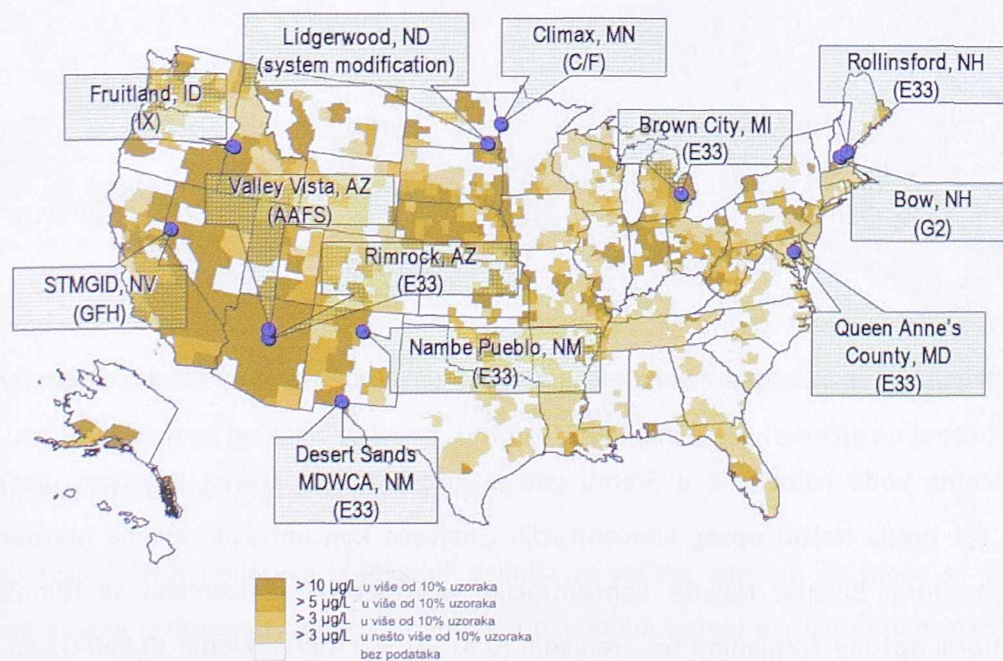 Lidgerwood, ND
(system modification)
Climax, MN
(C/F)
Rollinsford, NH
(E33)
Fruitland, ID
(IX)
Brown City, MI
(E33)
Valley Vista, AZ
(AAFS)
Bow, NH
(G2)
Rimrock, AZ
(E33)
STMGID, NV
(GFH)
Nambe Pueblo, NM
(E33)
Queen Anne's
County, MD
(E33)
Desert Sands
MDWCA, NM
(E33)
> 10 µg/L u više od 10% uzoraka
> 5 µg/L u više od 10% uzoraka
> 3 µg/L u više od 10% uzoraka
> 3 µg/L u nešto više od 10% uzoraka
bez podataka